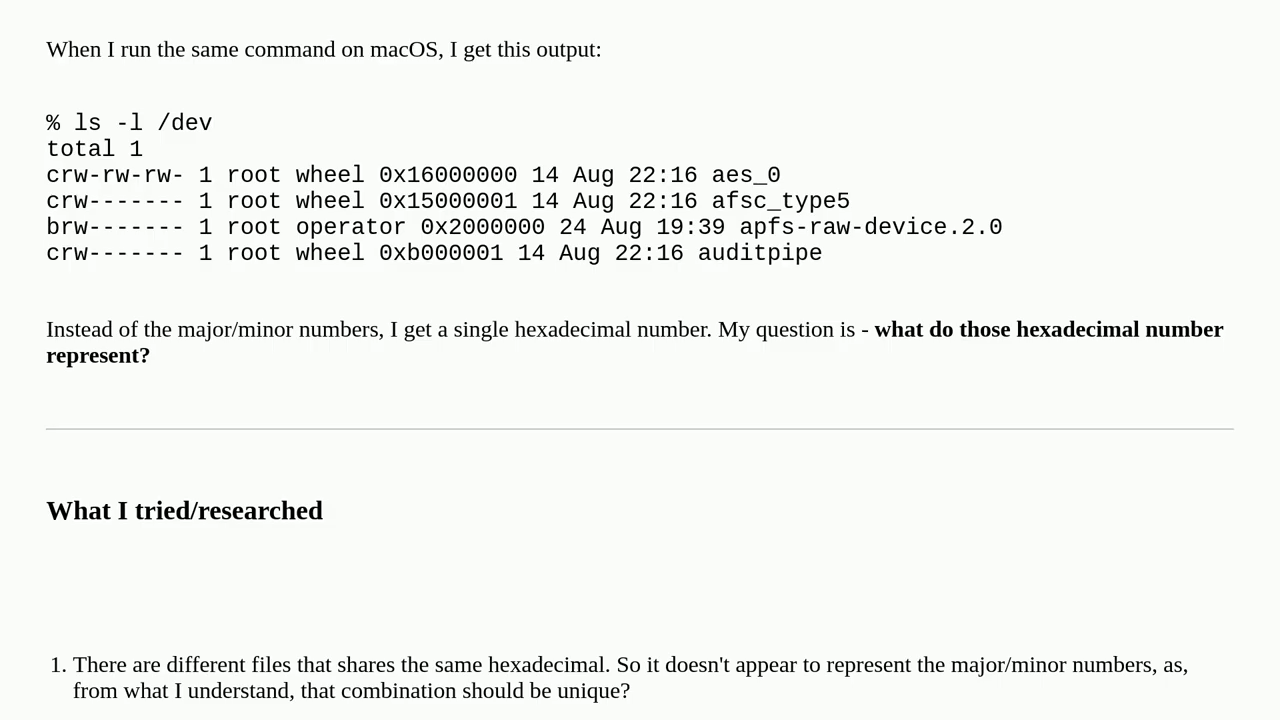 When I run the same command on macOS, I get this output:
% ls -l /dev
total 1
crw-rw-rw- 1 root wheel 0x16000000 14 Aug 22:16 aes_0
crw------- 1 root wheel 0x15000001 14 Aug 22:16 afsc_type5
brw------- 1 root operator 0x2000000 24 Aug 19:39 apfs-raw-device.2.0
crw------- 1 root wheel 0xb000001 14 Aug 22:16 auditpipe
Instead of the major/minor numbers, I get a single hexadecimal number. My question is - what do those hexadecimal number
represent?
What I tried/researched
1. There are different files that shares the same hexadecimal. So it doesn't appear to represent the major/minor numbers, as,
from what I understand, that combination should be unique?